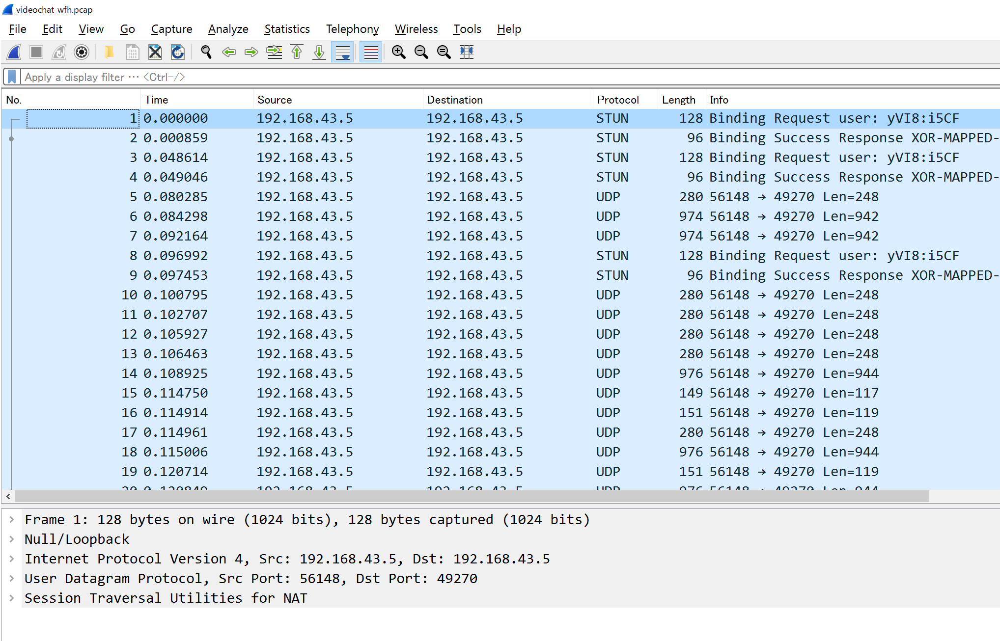 videochat_wfh.pcap
File Edit View Go Capture Analyze Statistics Telephony Wireless Tools Help
Apply a display filter … <Ctrl-/>
No. Time Source Destination Protocol Length Info
1 0.000000 192.168.43.5 192.168.43.5 STUN 128 Binding Request user: yVI8:i5CF
2 0.000859 192.168.43.5 192.168.43.5 STUN 96 Binding Success Response XOR-MAPPED-
3 0.048614 192.168.43.5 192.168.43.5 STUN 128 Binding Request user: yVI8:i5CF
4 0.049046 192.168.43.5 192.168.43.5 STUN 96 Binding Success Response XOR-MAPPED-
5 0.080285 192.168.43.5 192.168.43.5 UDP 280 56148 → 49270 Len=248
6 0.084298 192.168.43.5 192.168.43.5 UDP 974 56148 → 49270 Len=942
7 0.092164 192.168.43.5 192.168.43.5 UDP 974 56148 → 49270 Len=942
8 0.096992 192.168.43.5 192.168.43.5 STUN 128 Binding Request user: yVI8:i5CF
9 0.097453 192.168.43.5 192.168.43.5 STUN 96 Binding Success Response XOR-MAPPED-
10 0.100795 192.168.43.5 192.168.43.5 UDP 280 56148 → 49270 Len=248
11 0.102707 192.168.43.5 192.168.43.5 UDP 280 56148 → 49270 Len=248
12 0.105927 192.168.43.5 192.168.43.5 UDP 280 56148 → 49270 Len=248
13 0.106463 192.168.43.5 192.168.43.5 UDP 280 56148 → 49270 Len=248
14 0.108925 192.168.43.5 192.168.43.5 UDP 976 56148 → 49270 Len=944
15 0.114750 192.168.43.5 192.168.43.5 UDP 149 56148 → 49270 Len=117
16 0.114914 192.168.43.5 192.168.43.5 UDP 151 56148 → 49270 Len=119
17 0.114961 192.168.43.5 192.168.43.5 UDP 280 56148 → 49270 Len=248
18 0.115006 192.168.43.5 192.168.43.5 UDP 976 56148 → 49270 Len=944
19 0.120714 192.168.43.5 192.168.43.5 UDP 151 56148 → 49270 Len=119
Frame 1: 128 bytes on wire (1024 bits), 128 bytes captured (1024 bits)
Null/Loopback
Internet Protocol Version 4, Src: 192.168.43.5, Dst: 192.168.43.5
User Datagram Protocol, Src Port: 56148, Dst Port: 49270
Session Traversal Utilities for NAT